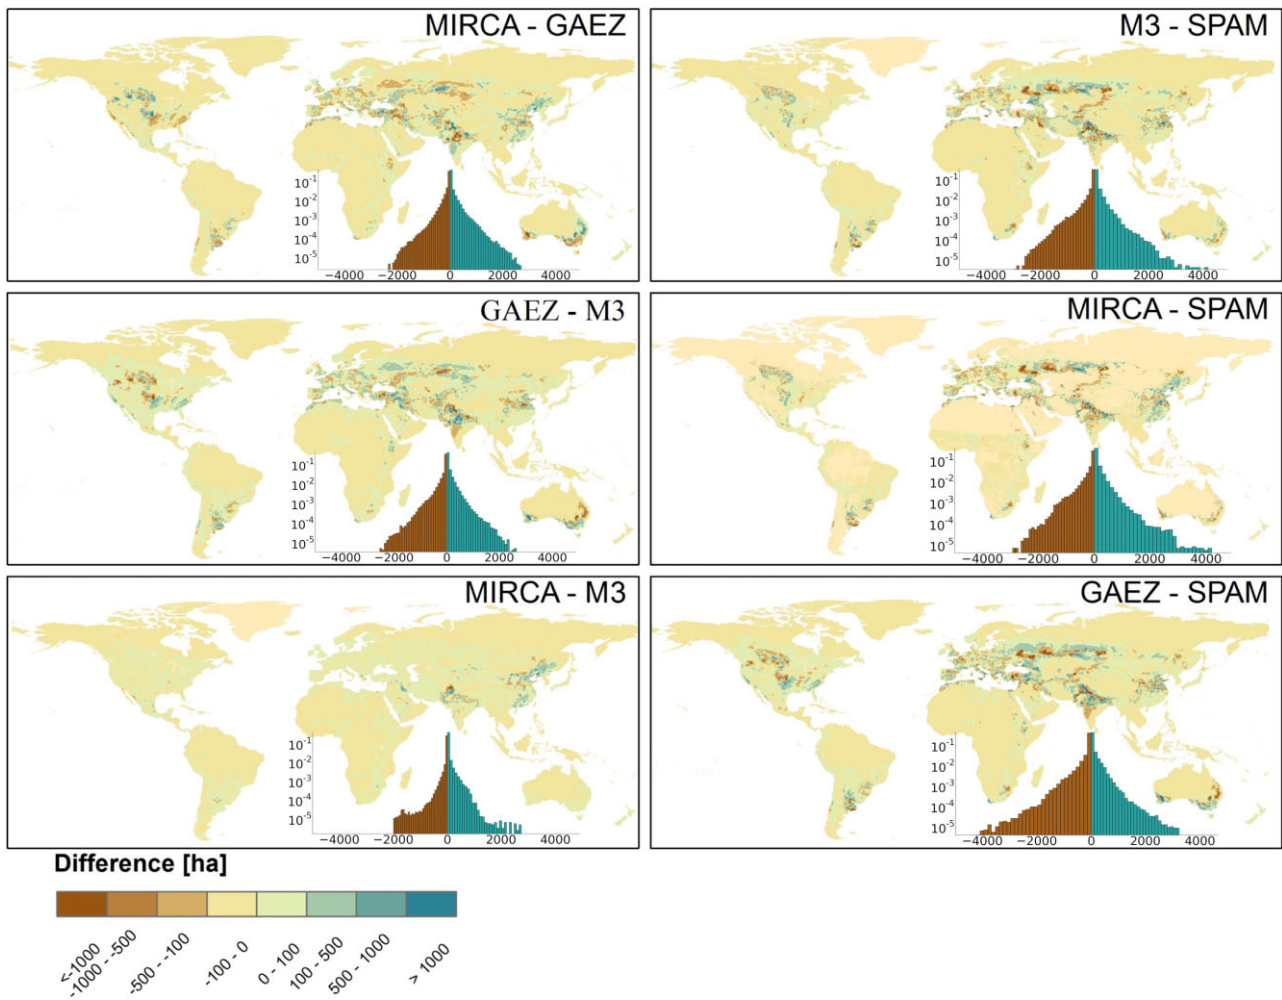 MIRCA - GAEZ
10⁻¹
10⁻²
10⁻³
10⁻⁴
10⁻⁵
−4000 −2000 0 2000 4000
M3 - SPAM
10⁻¹
10⁻²
10⁻³
10⁻⁴
10⁻⁵
−4000 −2000 0 2000 4000
GAEZ - M3
10⁻¹
10⁻²
10⁻³
10⁻⁴
10⁻⁵
−4000 −2000 0 2000 4000
MIRCA - SPAM
10⁻¹
10⁻²
10⁻³
10⁻⁴
10⁻⁵
−4000 −2000 0 2000 4000
MIRCA - M3
10⁻¹
10⁻²
10⁻³
10⁻⁴
10⁻⁵
−4000 −2000 0 2000 4000
GAEZ - SPAM
10⁻¹
10⁻²
10⁻³
10⁻⁴
10⁻⁵
−4000 −2000 0 2000 4000
Difference [ha]
<-1000
-1000 - -500
-500 - -100
-100 - 0
0 - 100
100 - 500
500 - 1000
> 1000